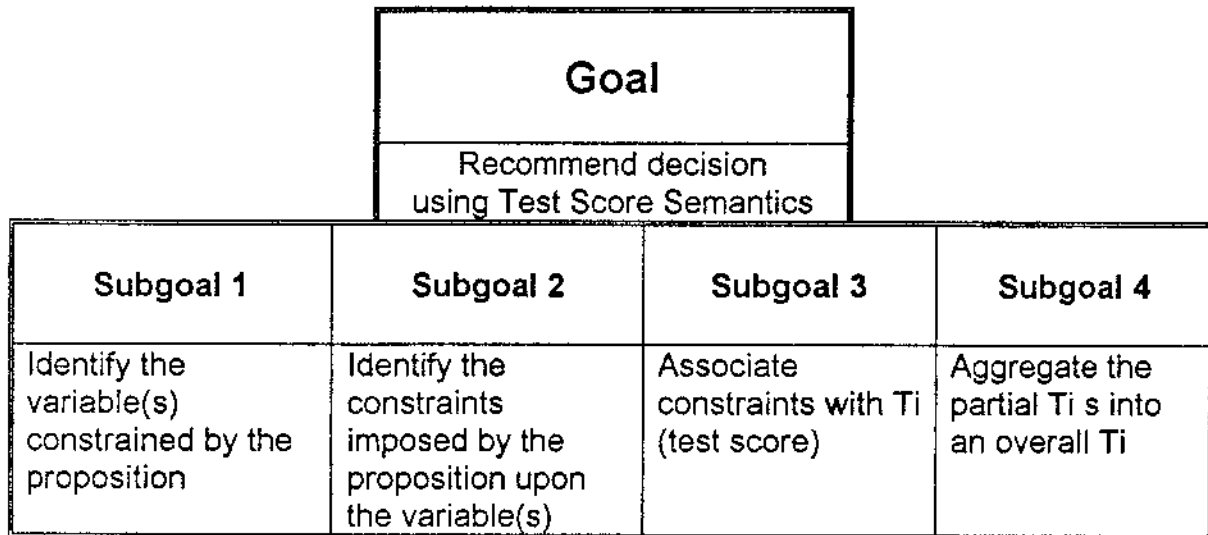 Goal
Recommend decision
using Test Score Semantics
Subgoal 1
Subgoal 2
Subgoal 3
Subgoal 4
Identify the
variable(s)
constrained by the
proposition
Identify the
constraints
imposed by the
proposition upon
the variable(s)
Associate
constraints with Ti
(test score)
Aggregate the
partial Ti s into
an overall Ti